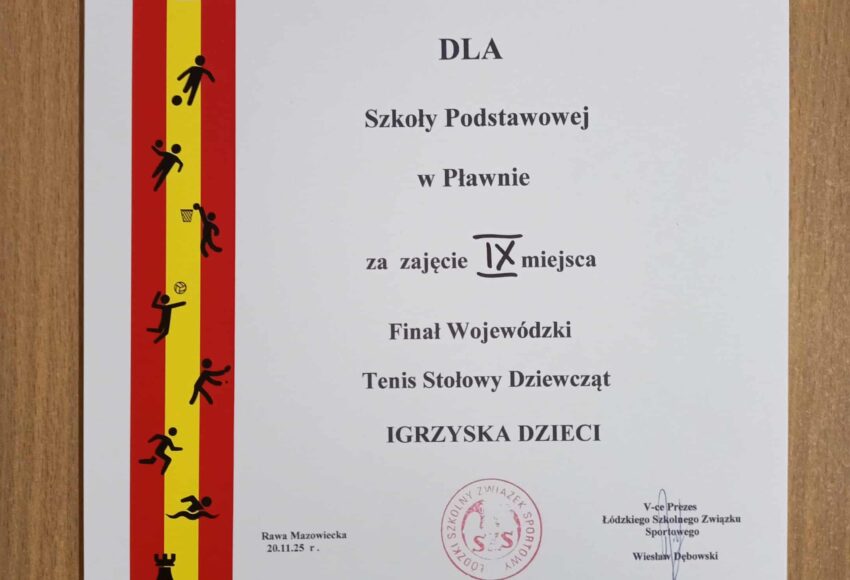 DLA
Szkoły Podstawowej
w Pławnie
za zajęcie IX miejsca
Finał Wojewódzki
Tenis Stołowy Dziewcząt
IGRZYSKA DZIECI
Rawa Mazowiecka
20.11.25 r.
ŁÓDZKI SZKOLNY ZWIĄZEK SPORTOWY
V-ce Prezes
Łódzkiego Szkolnego Związku
Sportowego
Wiesław Dębowski